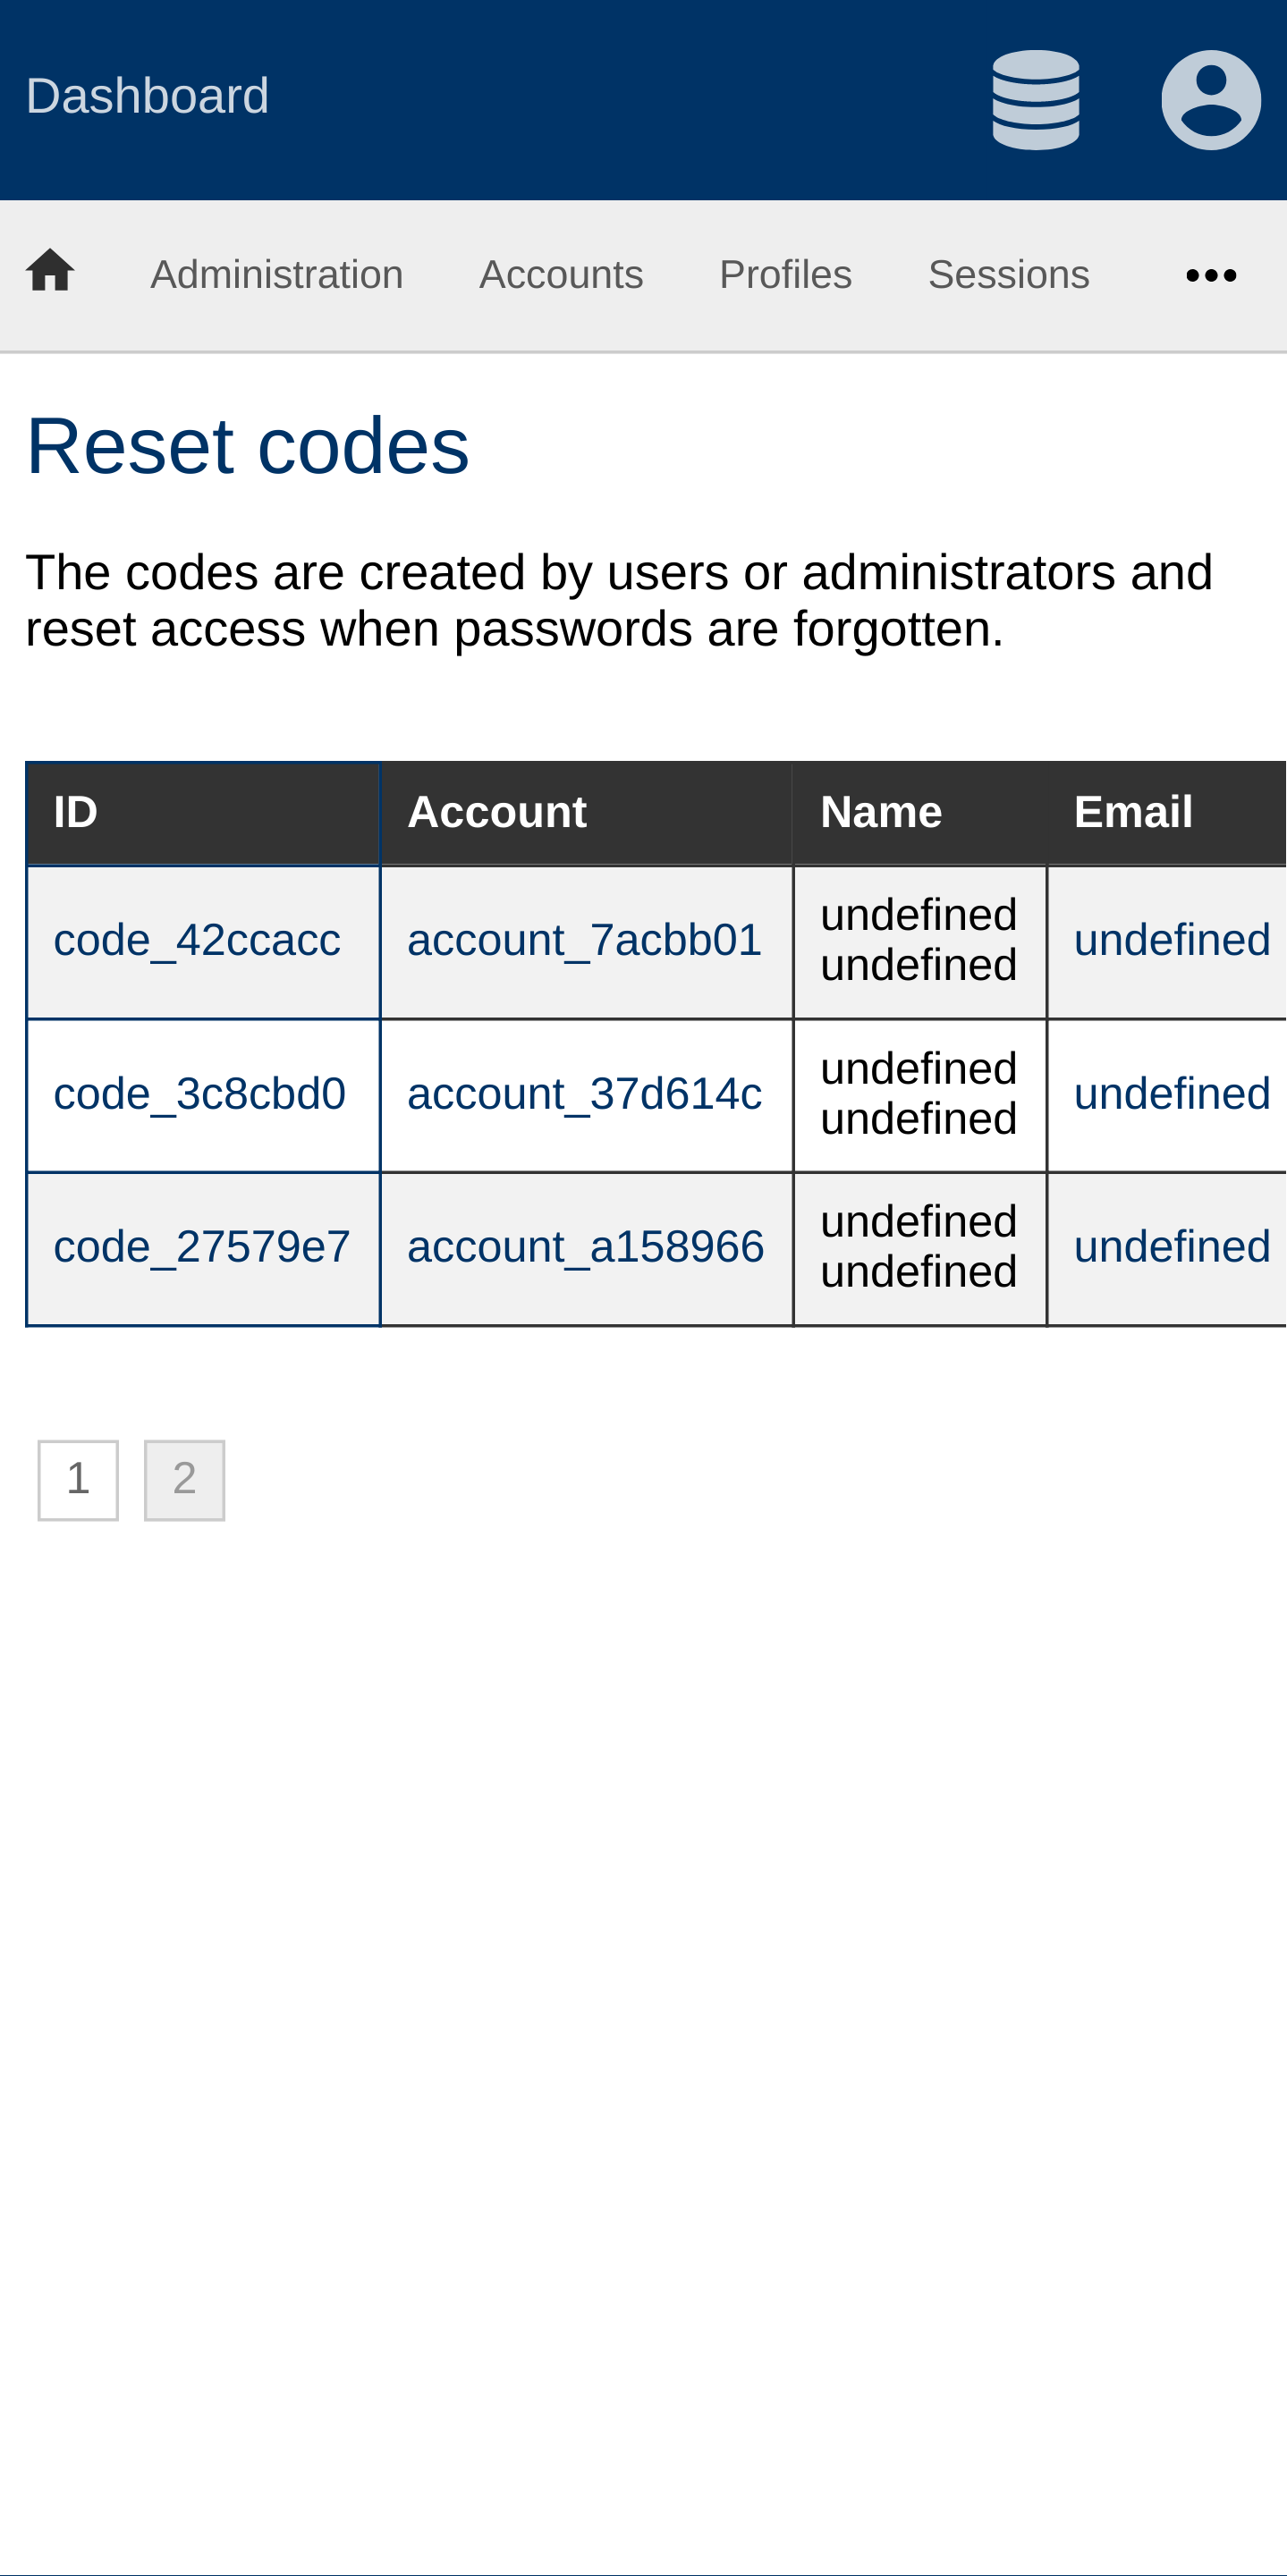 Dashboard
Administration Accounts Profiles Sessions
Reset codes
The codes are created by users or administrators and
reset access when passwords are forgotten.
ID Account Name Email
code_42ccacc account_7acbb01 undefined undefined undefined
code_3c8cbd0 account_37d614c undefined undefined undefined
code_27579e7 account_a158966 undefined undefined undefined
1 2